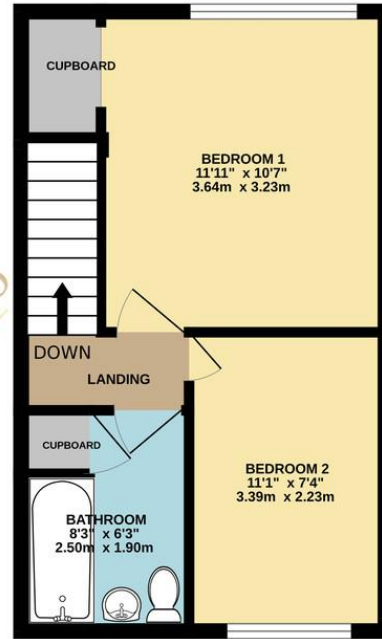 CUPBOARD
BEDROOM 1
11'11" x 10'7"
3.64m x 3.23m
DOWN
LANDING
CUPBOARD
BEDROOM 2
11'1" x 7'4"
3.39m x 2.23m
BATHROOM
8'3" x 6'3"
2.50m x 1.90m